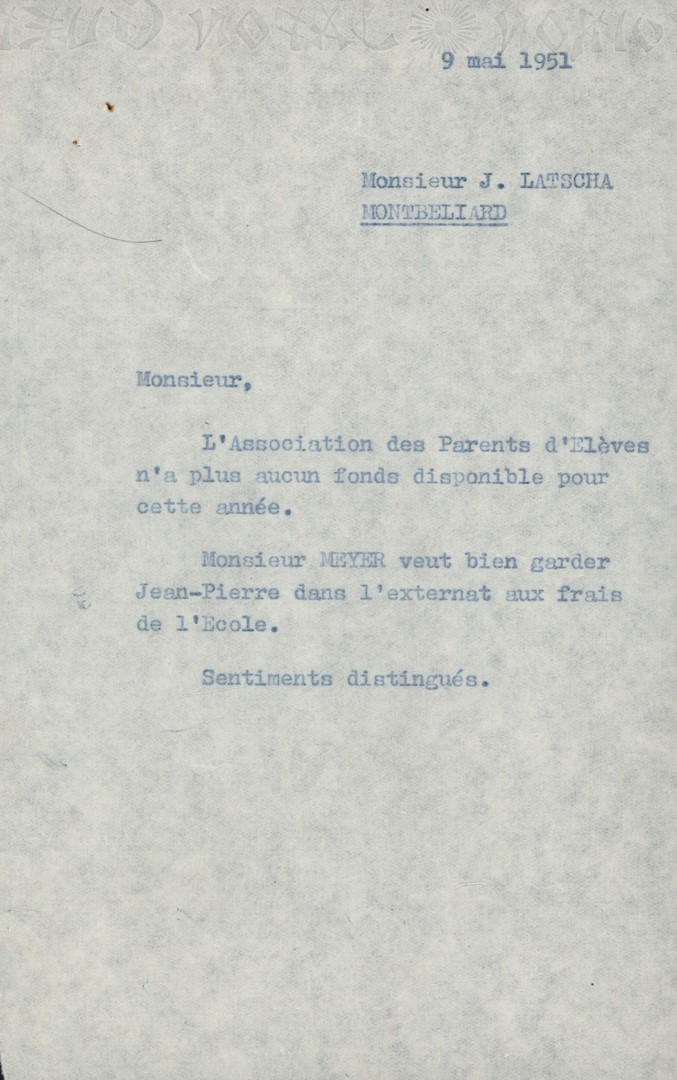 9 mai 1951
Monsieur J. LATSCHA
MONTBELIARD
Monsieur,
L'Association des Parents d'Elèves
n'a plus aucun fonds disponible pour
cette année.
Monsieur MEYER veut bien garder
Jean-Pierre dans l'externat aux frais
de l'Ecole.
Sentiments distingués.